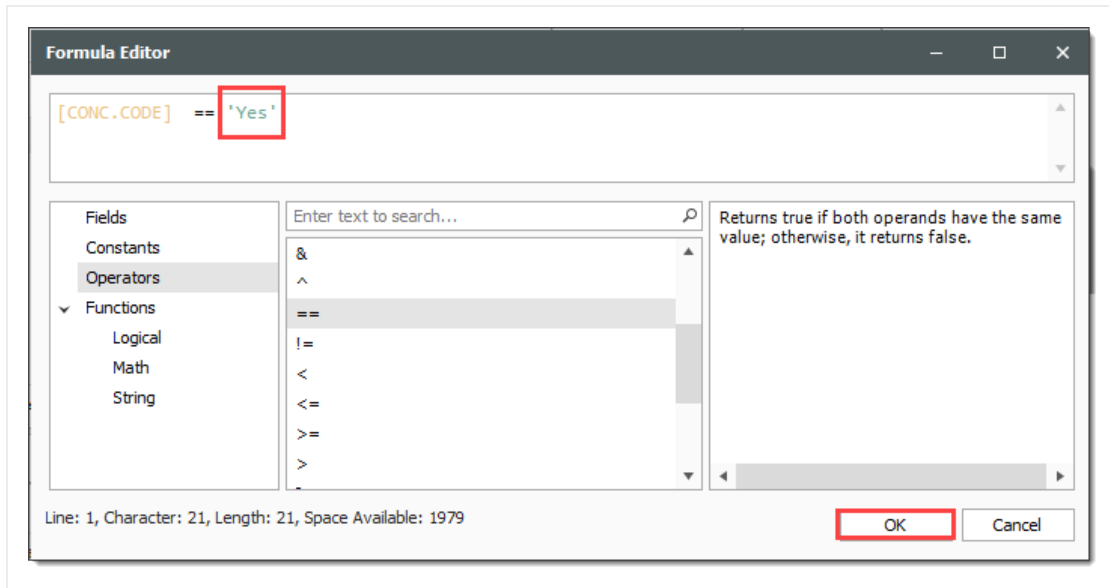 Formula Editor
[CONC.CODE] == 'Yes'
Fields
Constants
Operators
Functions
Logical
Math
String
Enter text to search...
&
^
==
!=
<
<=
>=
>
Returns true if both operands have the same
value; otherwise, it returns false.
Line: 1, Character: 21, Length: 21, Space Available: 1979
OK
Cancel